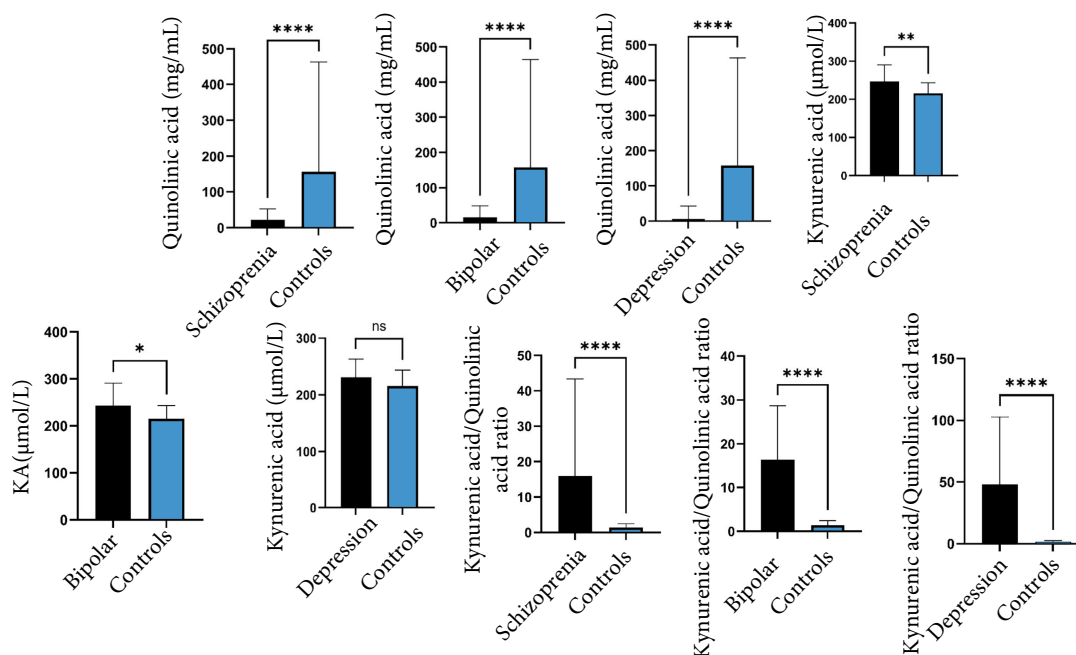 Quinolinic acid (mg/mL)
500
400
300
200
100
0
****
Schizoprenia
Controls
Quinolinic acid (mg/mL)
500
400
300
200
100
0
****
Bipolar
Controls
Quinolinic acid (mg/mL)
500
400
300
200
100
0
****
Depression
Controls
Kynurenic acid (μmol/L)
400
300
200
100
0
**
Schizoprenia
Controls
KA(μmol/L)
400
300
200
100
0
*
Bipolar
Controls
Kynurenic acid (μmol/L)
300
200
100
0
ns
Depression
Controls
Kynurenic acid/Quinolinic
acid ratio
50
40
30
20
10
0
****
Schizoprenia
Controls
Kynurenic acid/Quinolinic acid ratio
40
30
20
10
0
****
Bipolar
Controls
Kynurenic acid/Quinolinic acid ratio
150
100
50
0
****
Depression
Controls